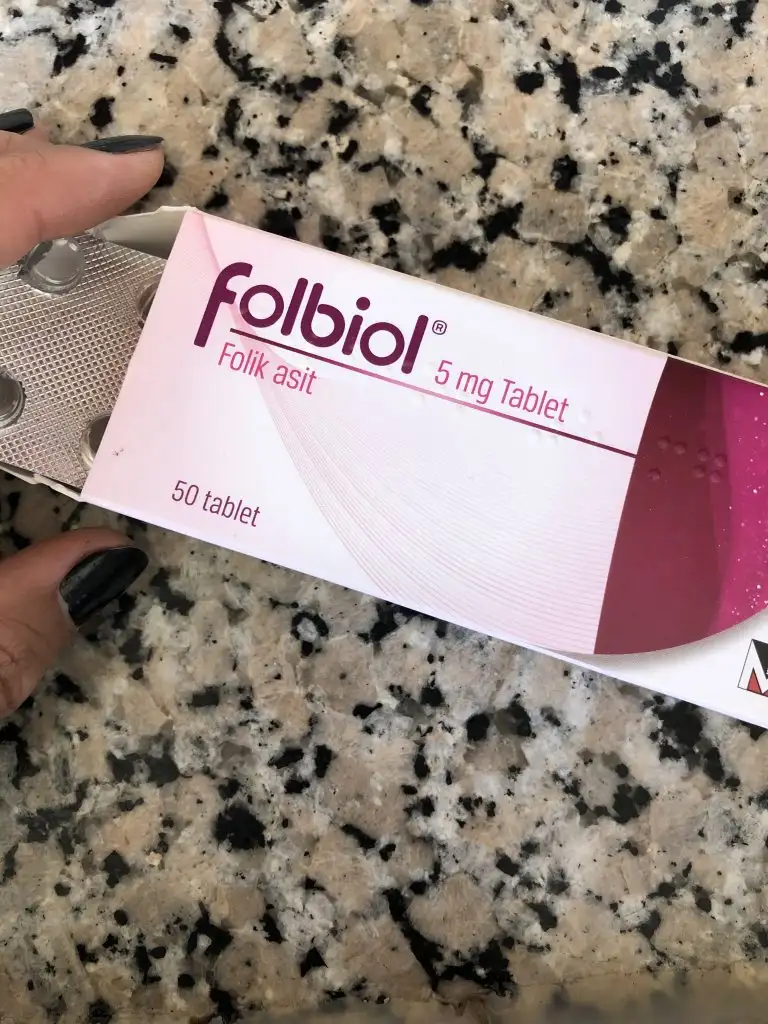 folbiol®
Folik asit
5 mg Tablet
50 tablet